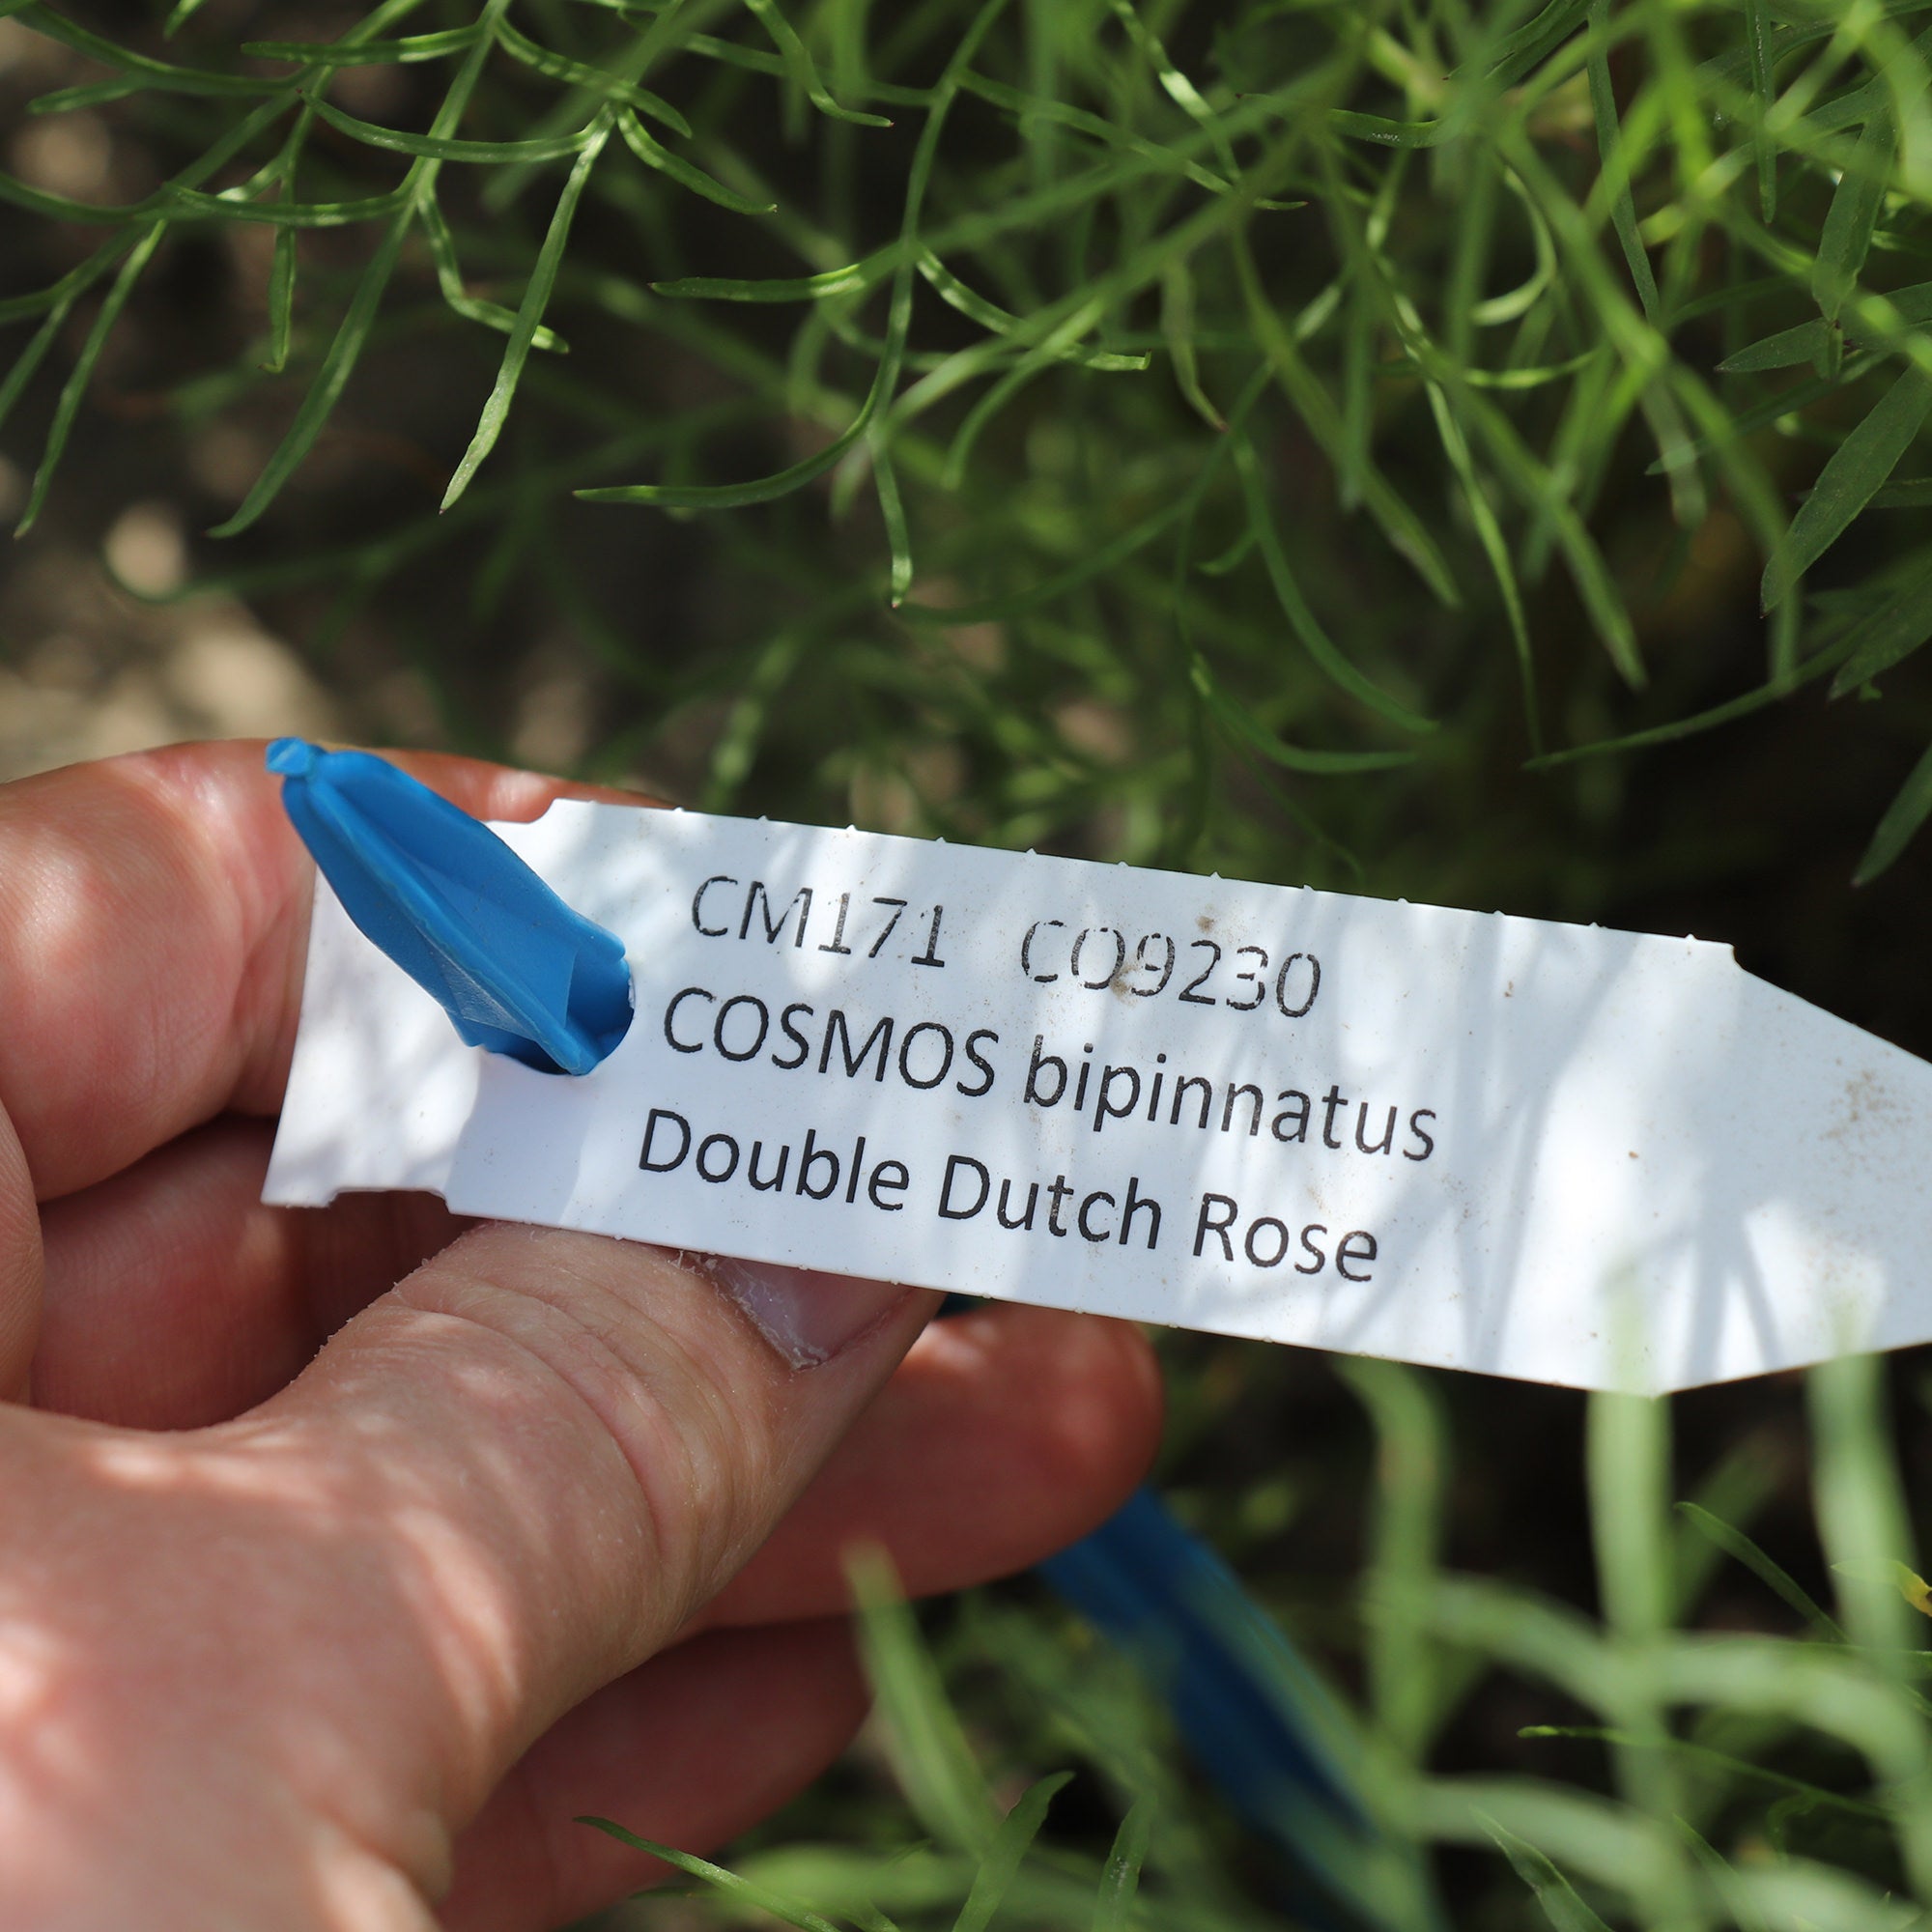 CM171 CO9230
COSMOS bipinnatus
Double Dutch Rose